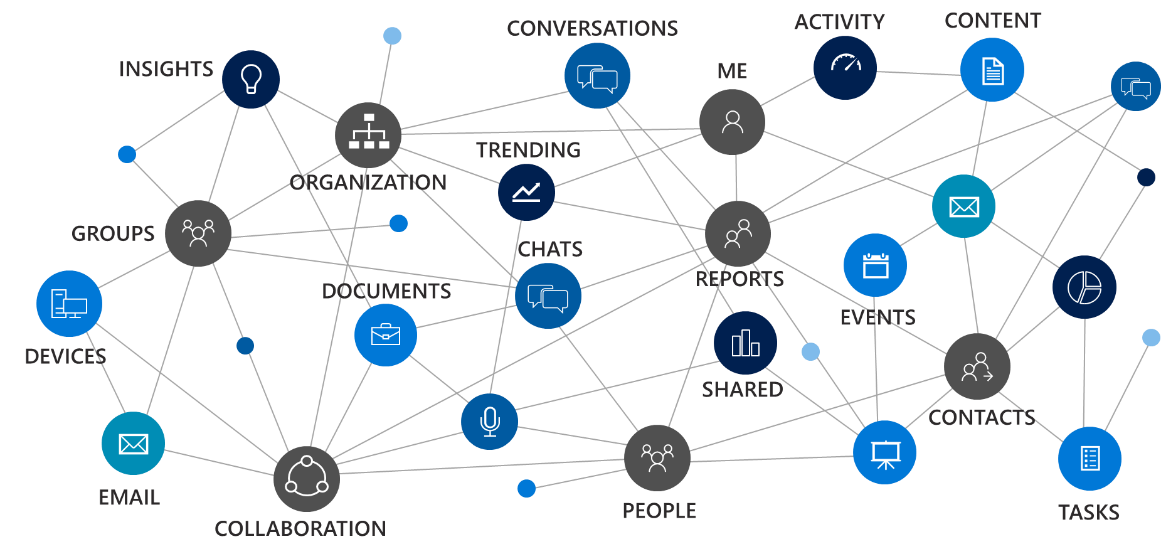 CONVERSATIONS
ACTIVITY
CONTENT
INSIGHTS
ME
TRENDING
ORGANIZATION
GROUPS
CHATS
REPORTS
DOCUMENTS
EVENTS
DEVICES
SHARED
CONTACTS
EMAIL
PEOPLE
TASKS
COLLABORATION